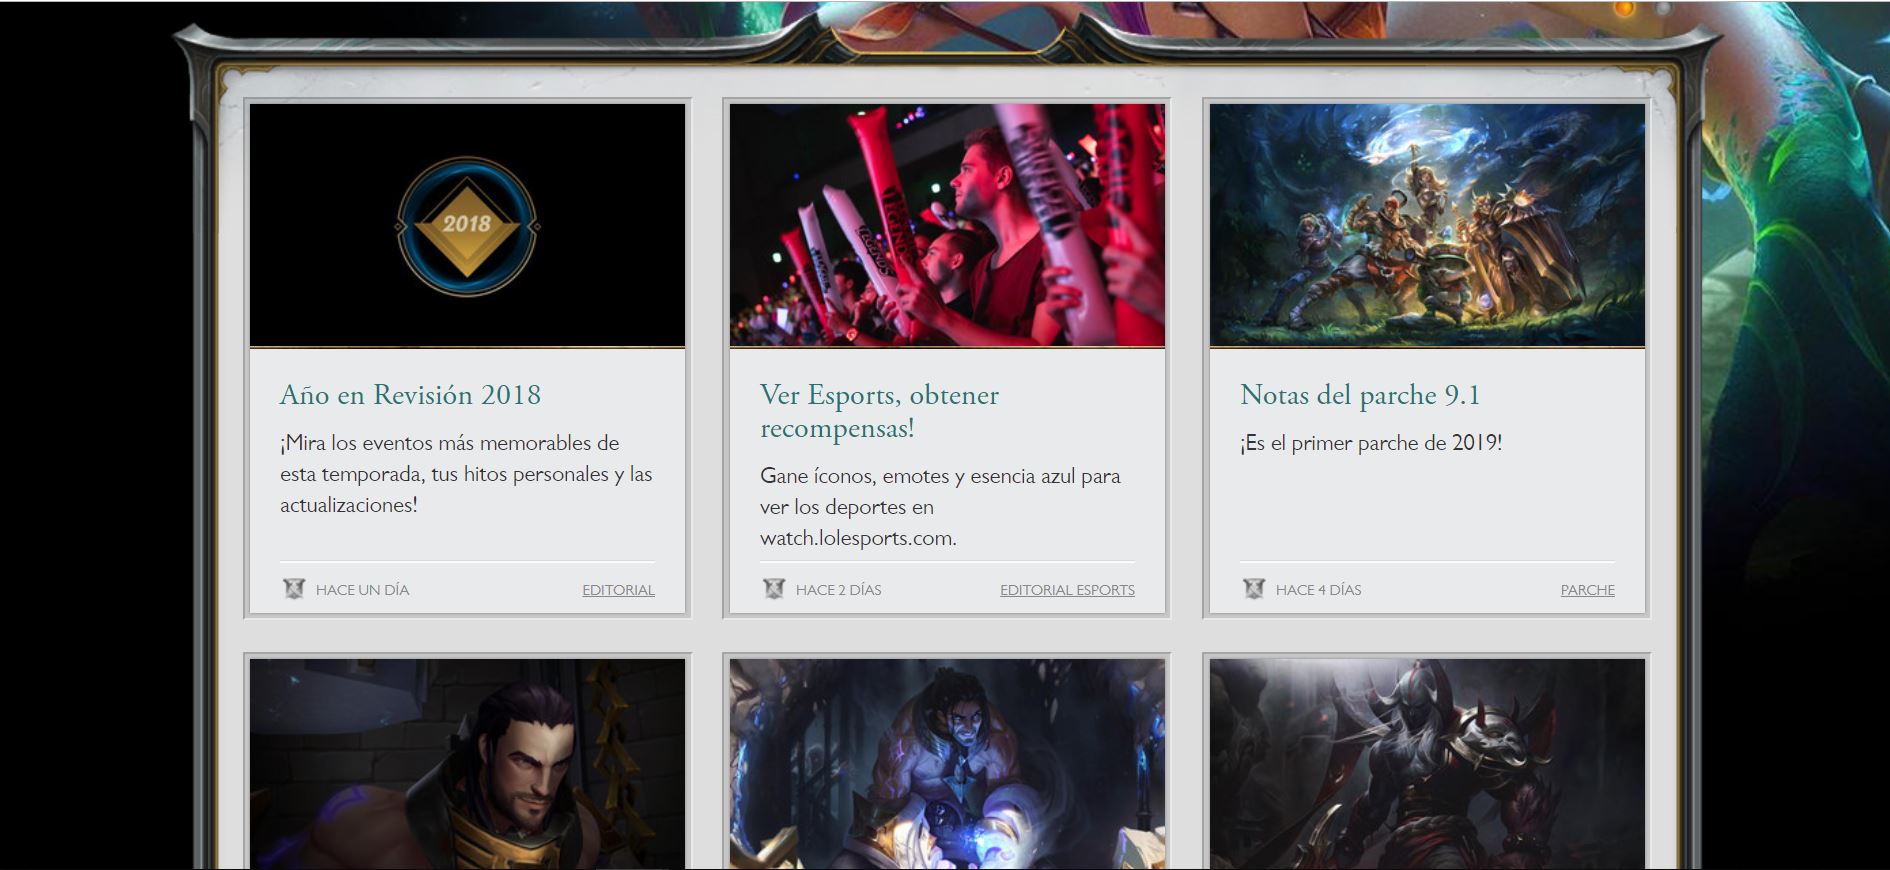 2018
LEGENDS
LEGENDS
Año en Revisión 2018
¡Mira los eventos más memorables de
esta temporada, tus hitos personales y las
actualizaciones!
HACE UN DÍA
EDITORIAL
Ver Esports, obtener
recompensas!
Gane íconos, emotes y esencia azul para
ver los deportes en
watch.lolesports.com.
HACE 2 DÍAS
EDITORIAL ESPORTS
Notas del parche 9.1
¡Es el primer parche de 2019!
HACE 4 DÍAS
PARCHE